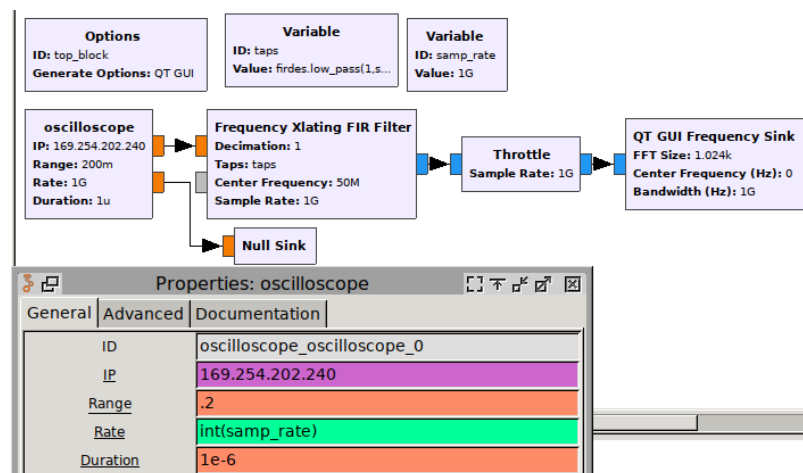 Options
ID: top_block
Generate Options: QT GUI
Variable
ID: taps
Value: firdes.low_pass(1,s...
Variable
ID: samp_rate
Value: 1G
oscilloscope
IP: 169.254.202.240
Range: 200m
Rate: 1G
Duration: 1u
Frequency Xlating FIR Filter
Decimation: 1
Taps: taps
Center Frequency: 50M
Sample Rate: 1G
Throttle
Sample Rate: 1G
QT GUI Frequency Sink
FFT Size: 1.024k
Center Frequency (Hz): 0
Bandwidth (Hz): 1G
Null Sink
Properties: oscilloscope
General Advanced Documentation
ID oscilloscope_oscilloscope_0
IP 169.254.202.240
Range .2
Rate int(samp_rate)
Duration 1e-6